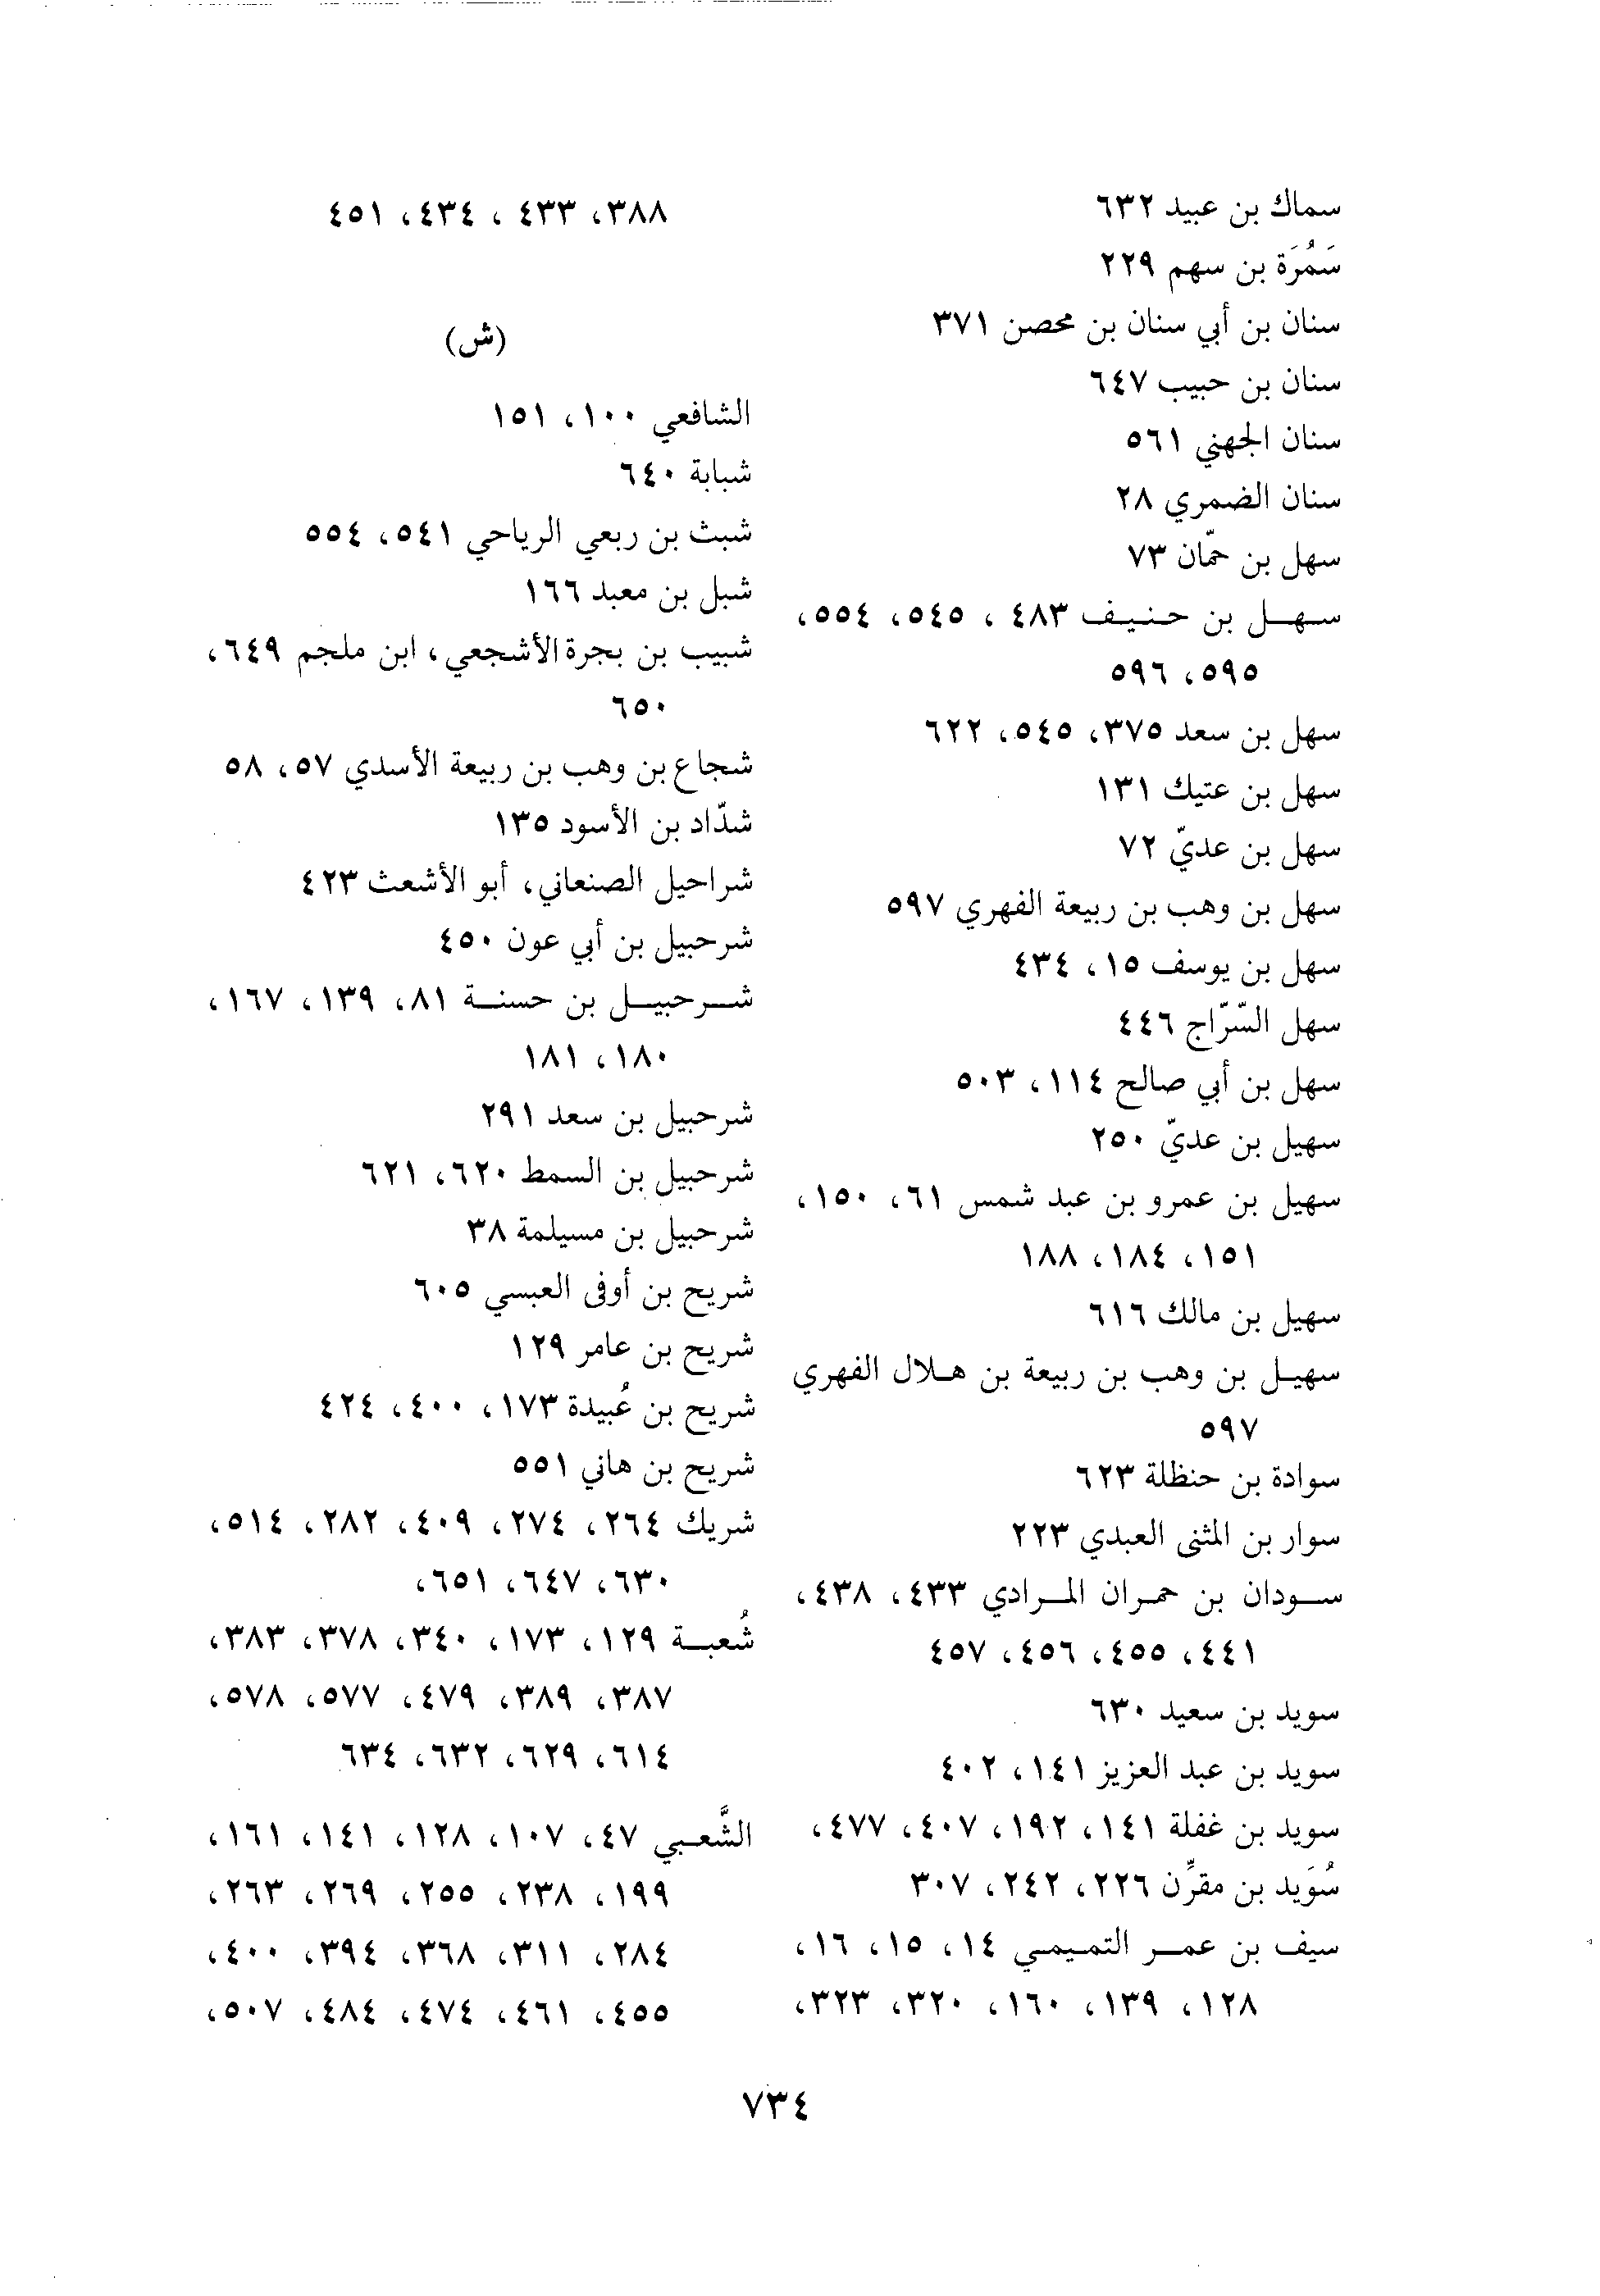 سماك بن عبيد ٦٣٢
سَمُرَة بن سهم ٢٢٩
سنان بن أبي سنان بن محصن ٣٧١
سنان بن حبيب ٦٤٧
سنان الجهني ٥٦١
سنان الضمري ٢٨
سهل بن حمّان ٧٣
سهل بن حنيف ٤٨٣ ، ٥٤٥، ٥٥٤،
٥٩٥، ٥٩٦
سهل بن سعد ٣٧٥، ٥٤٥، ٦٢٢
سهل بن عتيك ١٣١
سهل بن عديّ ٧٢
سهل بن وهب بن ربيعة الفهري ٥٩٧
سهل بن يوسف ١٥، ٤٣٤
سهل السّرّاج ٤٤٦
سهل بن أبي صالح ١١٤، ٥٠٣
سهيل بن عديّ ٢٥٠
سهيل بن عمرو بن عبد شمس ٦١، ١٥٠،
١٥١، ١٨٤، ١٨٨
سهيل بن مالك ٦١٦
سهيل بن وهب بن ربيعة بن هلال الفهري
٥٩٧
سوادة بن حنظلة ٦٢٣
سوار بن المثنى العبدي ٢٢٣
سودان بن حمران المرادي ٤٣٣، ٤٣٨،
٤٤١، ٤٥٥، ٤٥٦، ٤٥٧
سويد بن سعيد ٦٣٠
سويد بن عبد العزيز ١٤١، ٤٠٢
سويد بن غفلة ١٤١، ١٩٢، ٤٠٧، ٤٧٧،
سُوَيد بن مقرِّن ٢٢٦، ٢٤٢، ٣٠٧
سيف بن عمر التميمي ١٤، ١٥، ١٦،
١٢٨، ١٣٩، ١٦٠، ٣٢٠، ٣٢٣،
٣٨٨، ٤٣٣ ، ٤٣٤، ٤٥١
(ش)
الشافعي ١٠٠، ١٥١
شبابة ٦٤٠
شبث بن ربعي الرياحي ٥٤١، ٥٥٤
شبل بن معبد ١٦٦
شبيب بن بجرة الأشجعي، ابن ملجم ٦٤٩،
٦٥٠
شجاع بن وهب بن ربيعة الأسدي ٥٧، ٥٨
شدّاد بن الأسود ١٣٥
شراحيل الصنعاني، أبو الأشعث ٤٢٣
شرحبيل بن أبي عون ٤٥٠
شرحبيل بن حسنة ٨١، ١٣٩، ١٦٧،
١٨٠، ١٨١
شرحبيل بن سعد ٢٩١
شرحبيل بن السمط ٦٢٠، ٦٢١
شرحبيل بن مسيلمة ٣٨
شريح بن أوفى العبسي ٦٠٥
شريح بن عامر ١٢٩
شريح بن عُبيدة ١٧٣، ٤٠٠، ٤٢٤
شريح بن هاني ٥٥١
شريك ٢٦٤، ٢٧٤، ٤٠٩، ٢٨٢، ٥١٤،
٦٣٠، ٦٤٧، ٦٥١،
شُعبة ١٢٩، ١٧٣، ٣٤٠، ٣٧٨، ٣٨٣،
٣٨٧، ٣٨٩، ٤٧٩، ٥٧٧، ٥٧٨،
٦١٤، ٦٢٩، ٦٣٢، ٦٣٤
الشَّعبي ٤٧، ١٠٧، ١٢٨، ١٤١، ١٦١،
١٩٩، ٢٣٨، ٢٥٥، ٢٦٩، ٢٦٣،
٢٨٤، ٣١١، ٣٦٨، ٣٩٤، ٤٠٠،
٤٥٥، ٤٦١، ٤٧٤، ٤٨٤، ٥٠٧،
٧٣٤